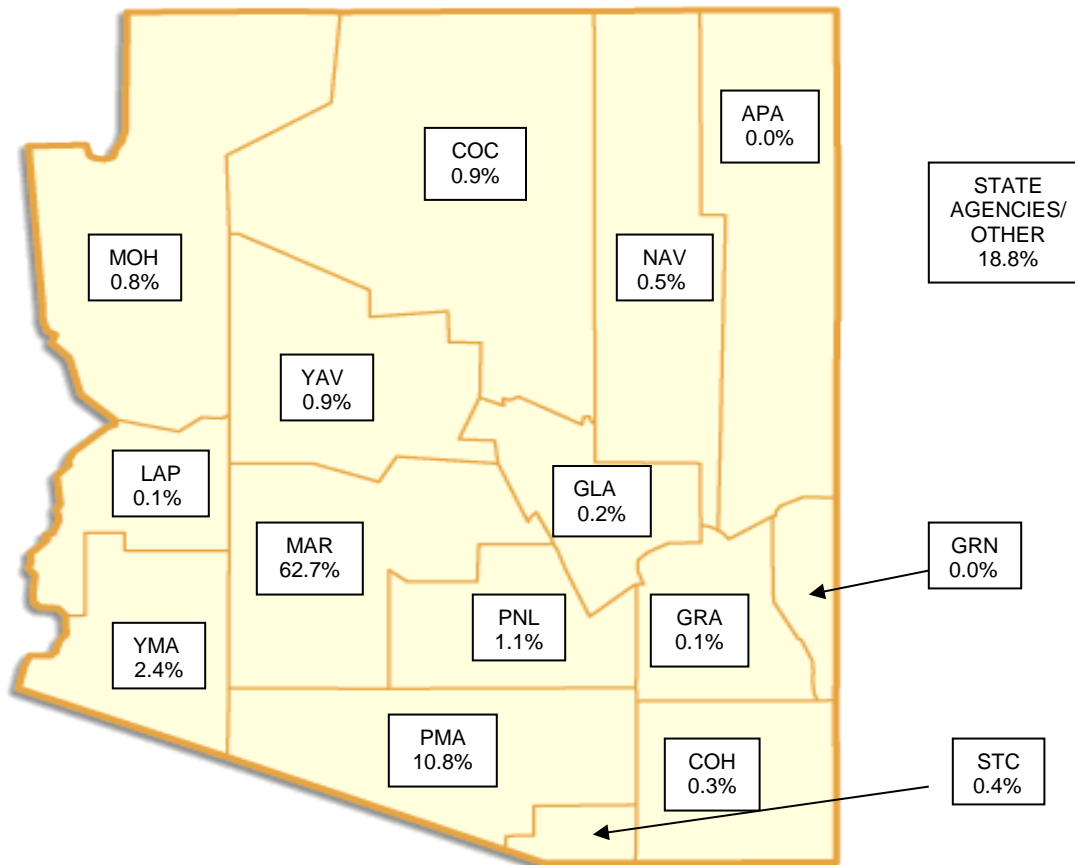 APA
0.0%
COC
0.9%
STATE
AGENCIES/
OTHER
18.8%
MOH
0.8%
NAV
0.5%
YAV
0.9%
LAP
0.1%
GLA
0.2%
MAR
62.7%
GRN
0.0%
PNL
1.1%
GRA
0.1%
YMA
2.4%
PMA
10.8%
COH
0.3%
STC
0.4%